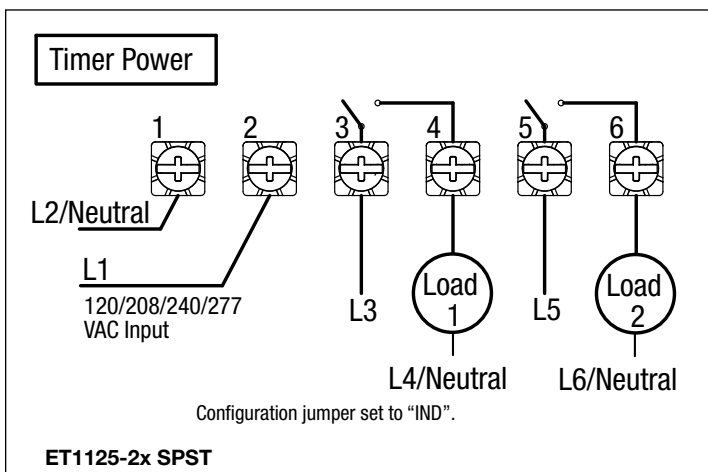 Timer Power
1 2 3 4 5 6
L2/Neutral
L1
120/208/240/277
VAC Input
L3
Load
1
L5
Load
2
L4/Neutral
L6/Neutral
Configuration jumper set to “IND”.
ET1125-2x SPST